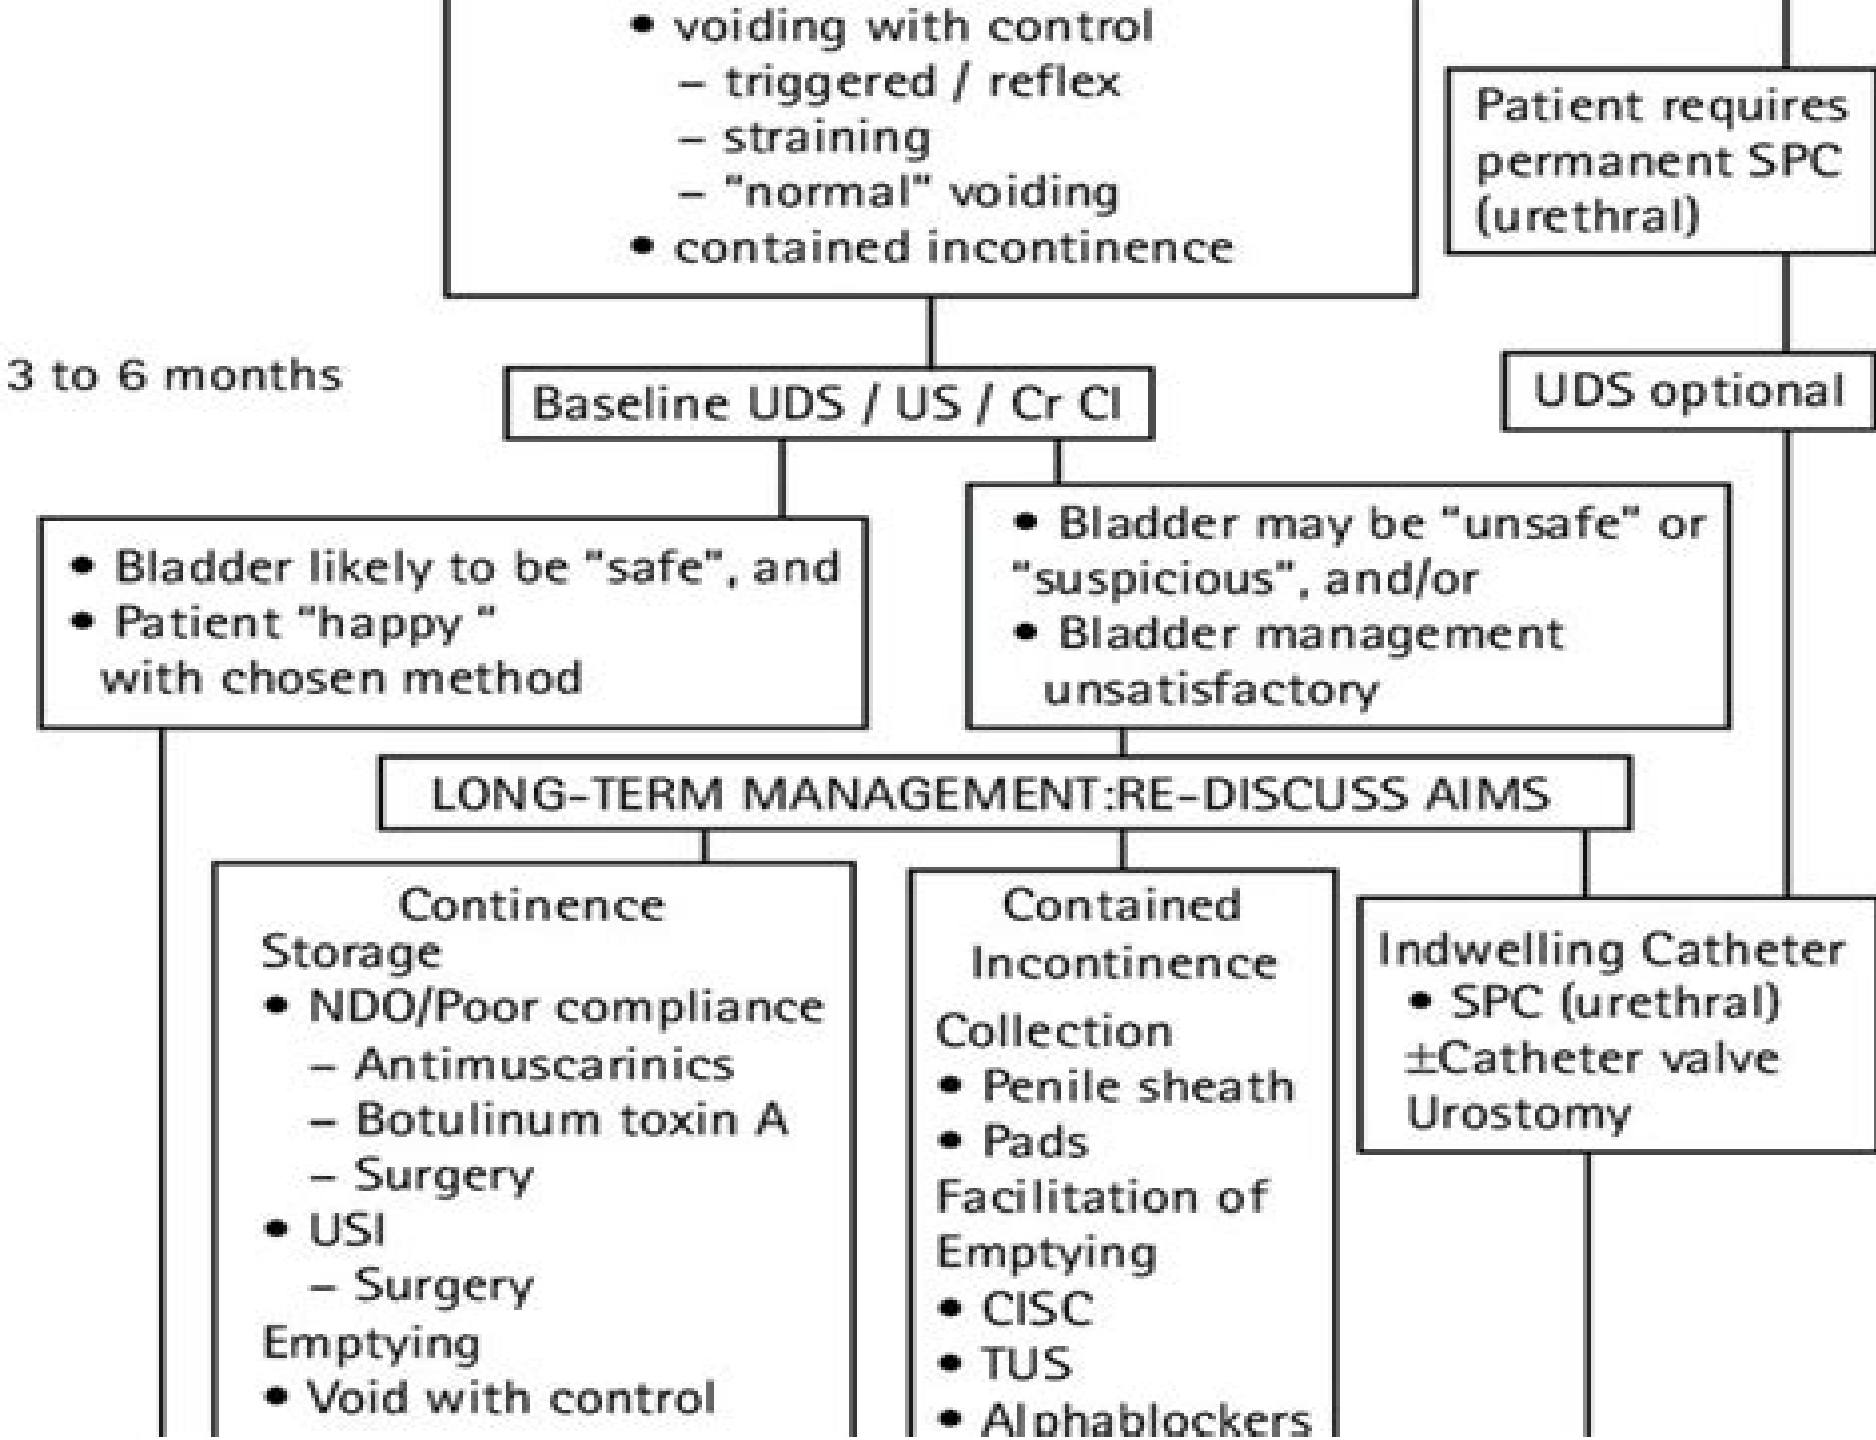 • voiding with control
– triggered / reflex
– straining
– "normal" voiding
• contained incontinence
Patient requires
permanent SPC
(urethral)
3 to 6 months
Baseline UDS / US / Cr Cl
UDS optional
• Bladder likely to be "safe", and
• Patient "happy "
with chosen method
• Bladder may be "unsafe" or
"suspicious", and/or
• Bladder management
unsatisfactory
LONG-TERM MANAGEMENT:RE-DISCUSS AIMS
Continence
Storage
• NDO/Poor compliance
– Antimuscarinics
– Botulinum toxin A
– Surgery
• USI
– Surgery
Emptying
• Void with control
Contained
Incontinence
Collection
• Penile sheath
• Pads
Facilitation of
Emptying
• CISC
• TUS
• Alphablockers
Indwelling Catheter
• SPC (urethral)
±Catheter valve
Urostomy